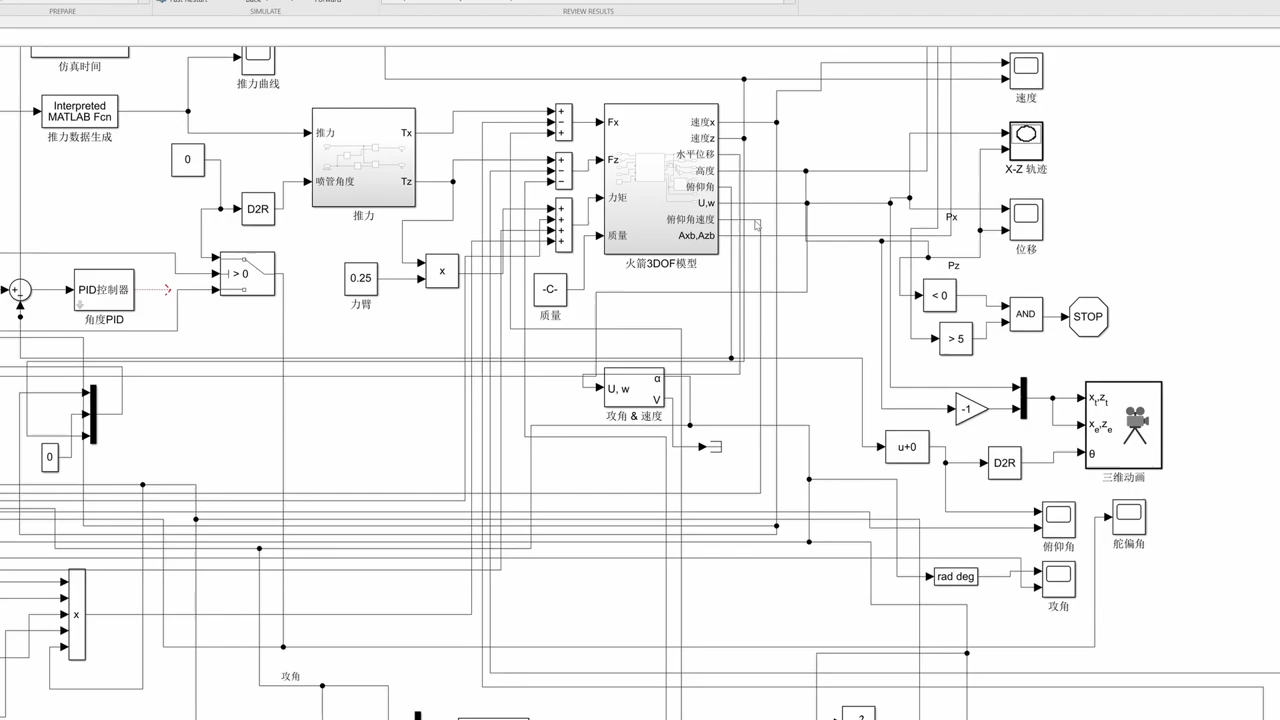 PREPARE
SIMULATE
REVIEW RESULTS
仿真时间
推力曲线
Interpreted
MATLAB Fcn
推力数据生成
0
D2R
推力
喷管角度
Tx
Tz
推力
> 0
PID控制器
角度PID
0.25
力臂
x
+
−
+
+
−
−
+
+
+
+
Fx
Fz
力矩
质量
速度x
速度z
水平位移
高度
俯仰角
U,w
俯仰角速度
Axb,Azb
火箭3DOF模型
-C-
质量
速度
X-Z 轨迹
Px
位移
Pz
< 0
> 5
AND
STOP
U, w
α
V
攻角 & 速度
-1
u+0
D2R
xt,zt
xe,ze
θ
三维动画
俯仰角
舵偏角
rad deg
攻角
0
x
攻角
?